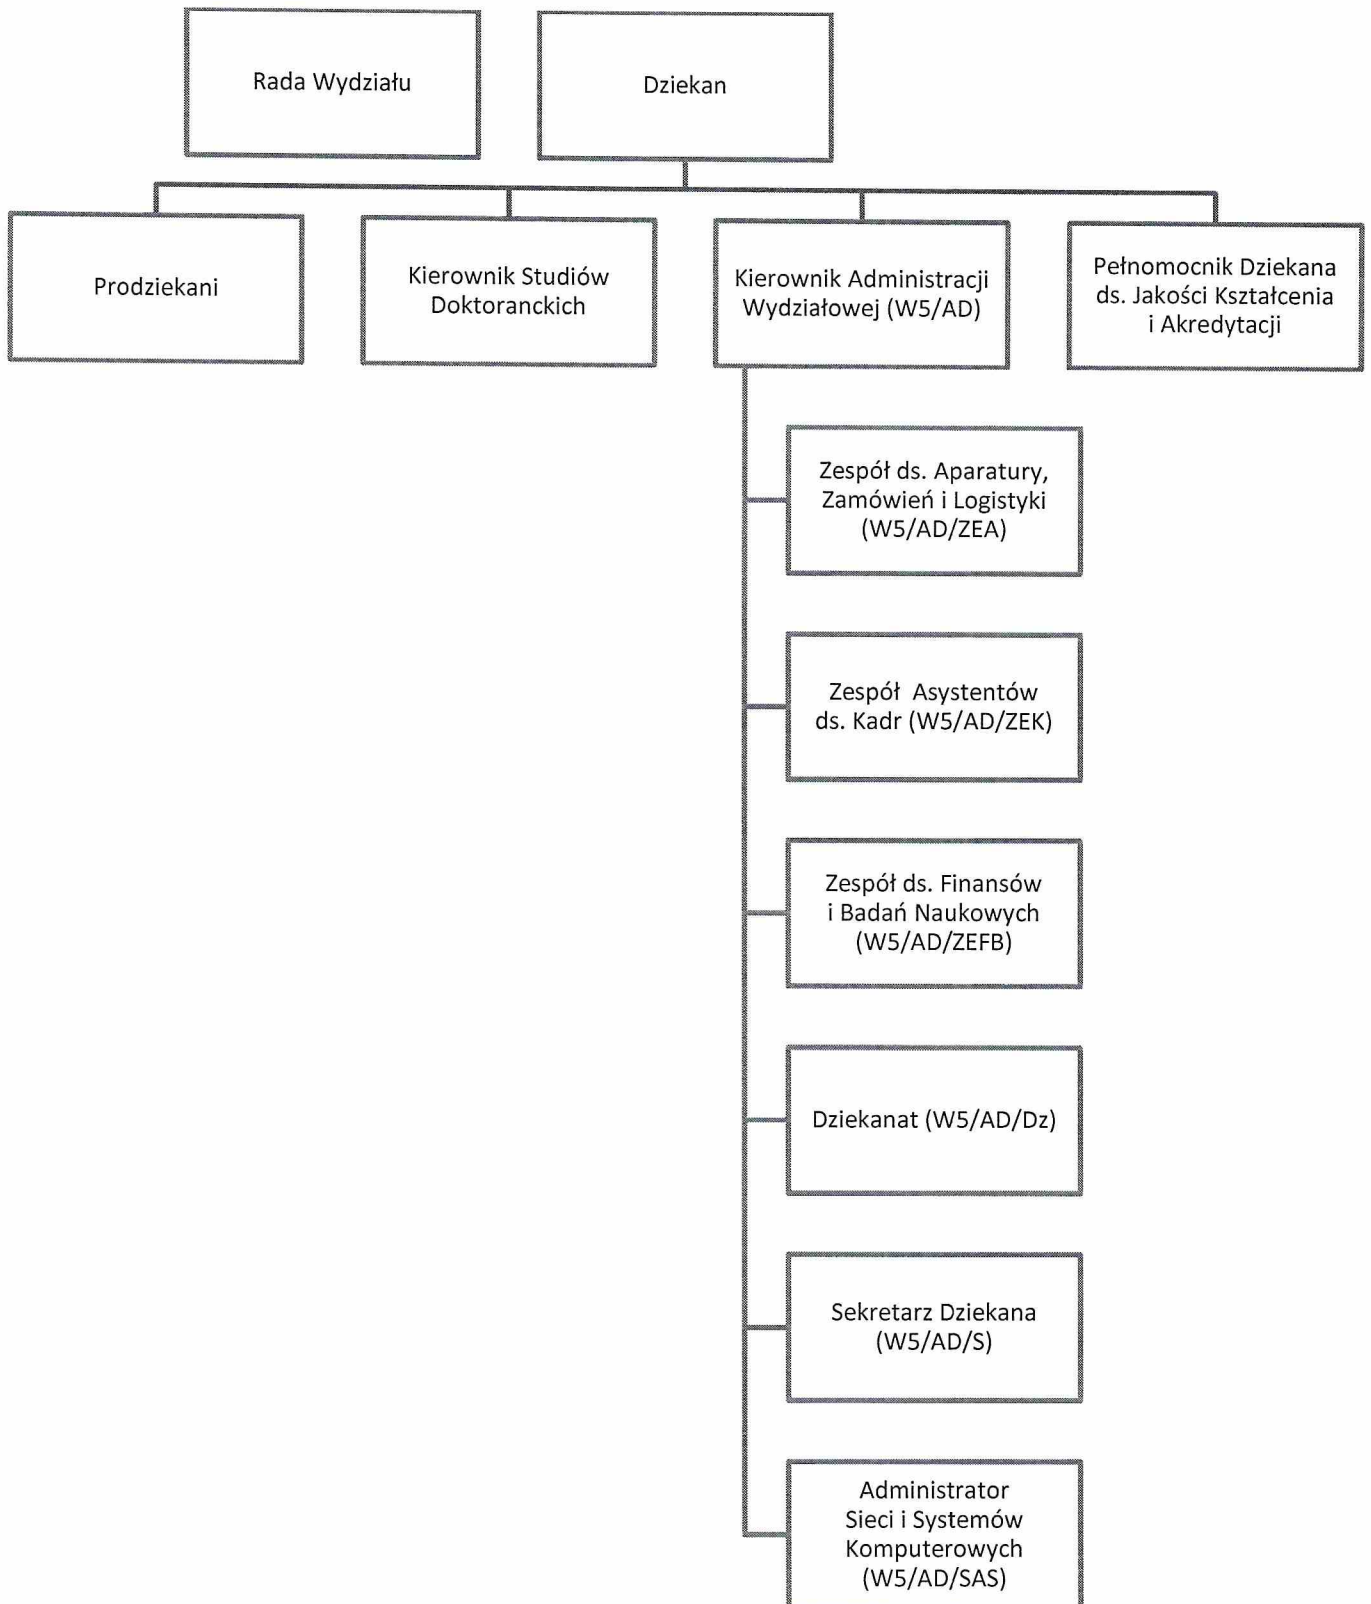 Rada Wydziału
Dziekan
Prodziekani
Kierownik Studiów
Doktoranckich
Kierownik Administracji
Wydziałowej (W5/AD)
Pełnomocnik Dziekana
ds. Jakości Kształcenia
i Akredytacji
Zespół ds. Aparatury,
Zamówień i Logistyki
(W5/AD/ZEA)
Zespół  Asystentów
ds. Kadr (W5/AD/ZEK)
Zespół ds. Finansów
i Badań Naukowych
(W5/AD/ZEFB)
Dziekanat (W5/AD/Dz)
Sekretarz Dziekana
(W5/AD/S)
Administrator
Sieci i Systemów
Komputerowych
(W5/AD/SAS)